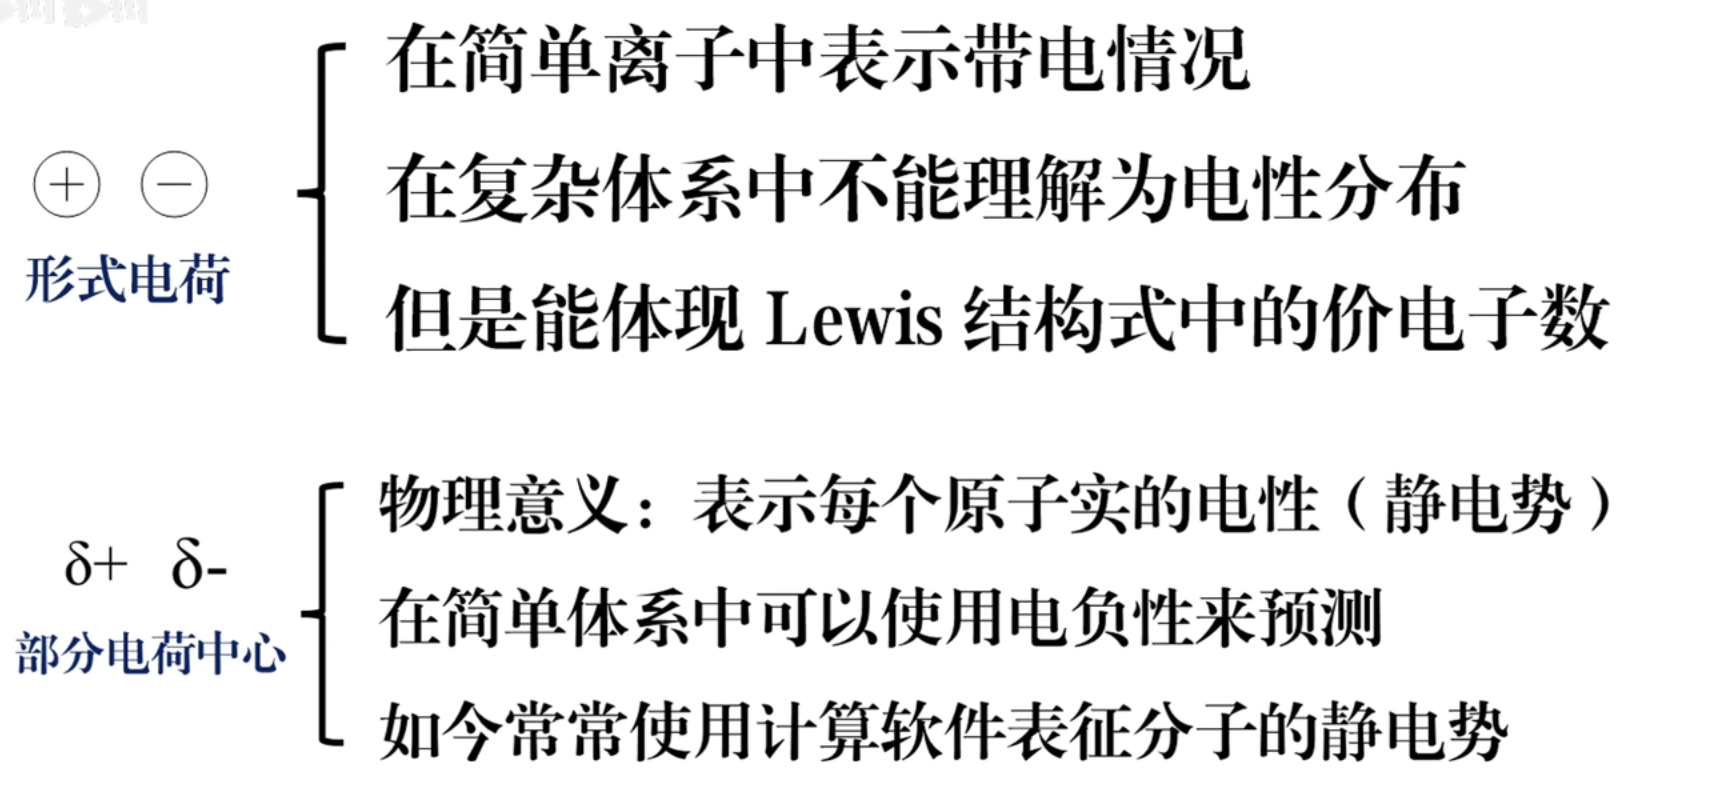 在简单离子中表示带电情况
⊕ ⊖
在复杂体系中不能理解为电性分布
形式电荷
但是能体现 Lewis 结构式中的价电子数
物理意义：表示每个原子实的电性（静电势）
δ+ δ-
在简单体系中可以使用电负性来预测
部分电荷中心
如今常常使用计算软件表征分子的静电势